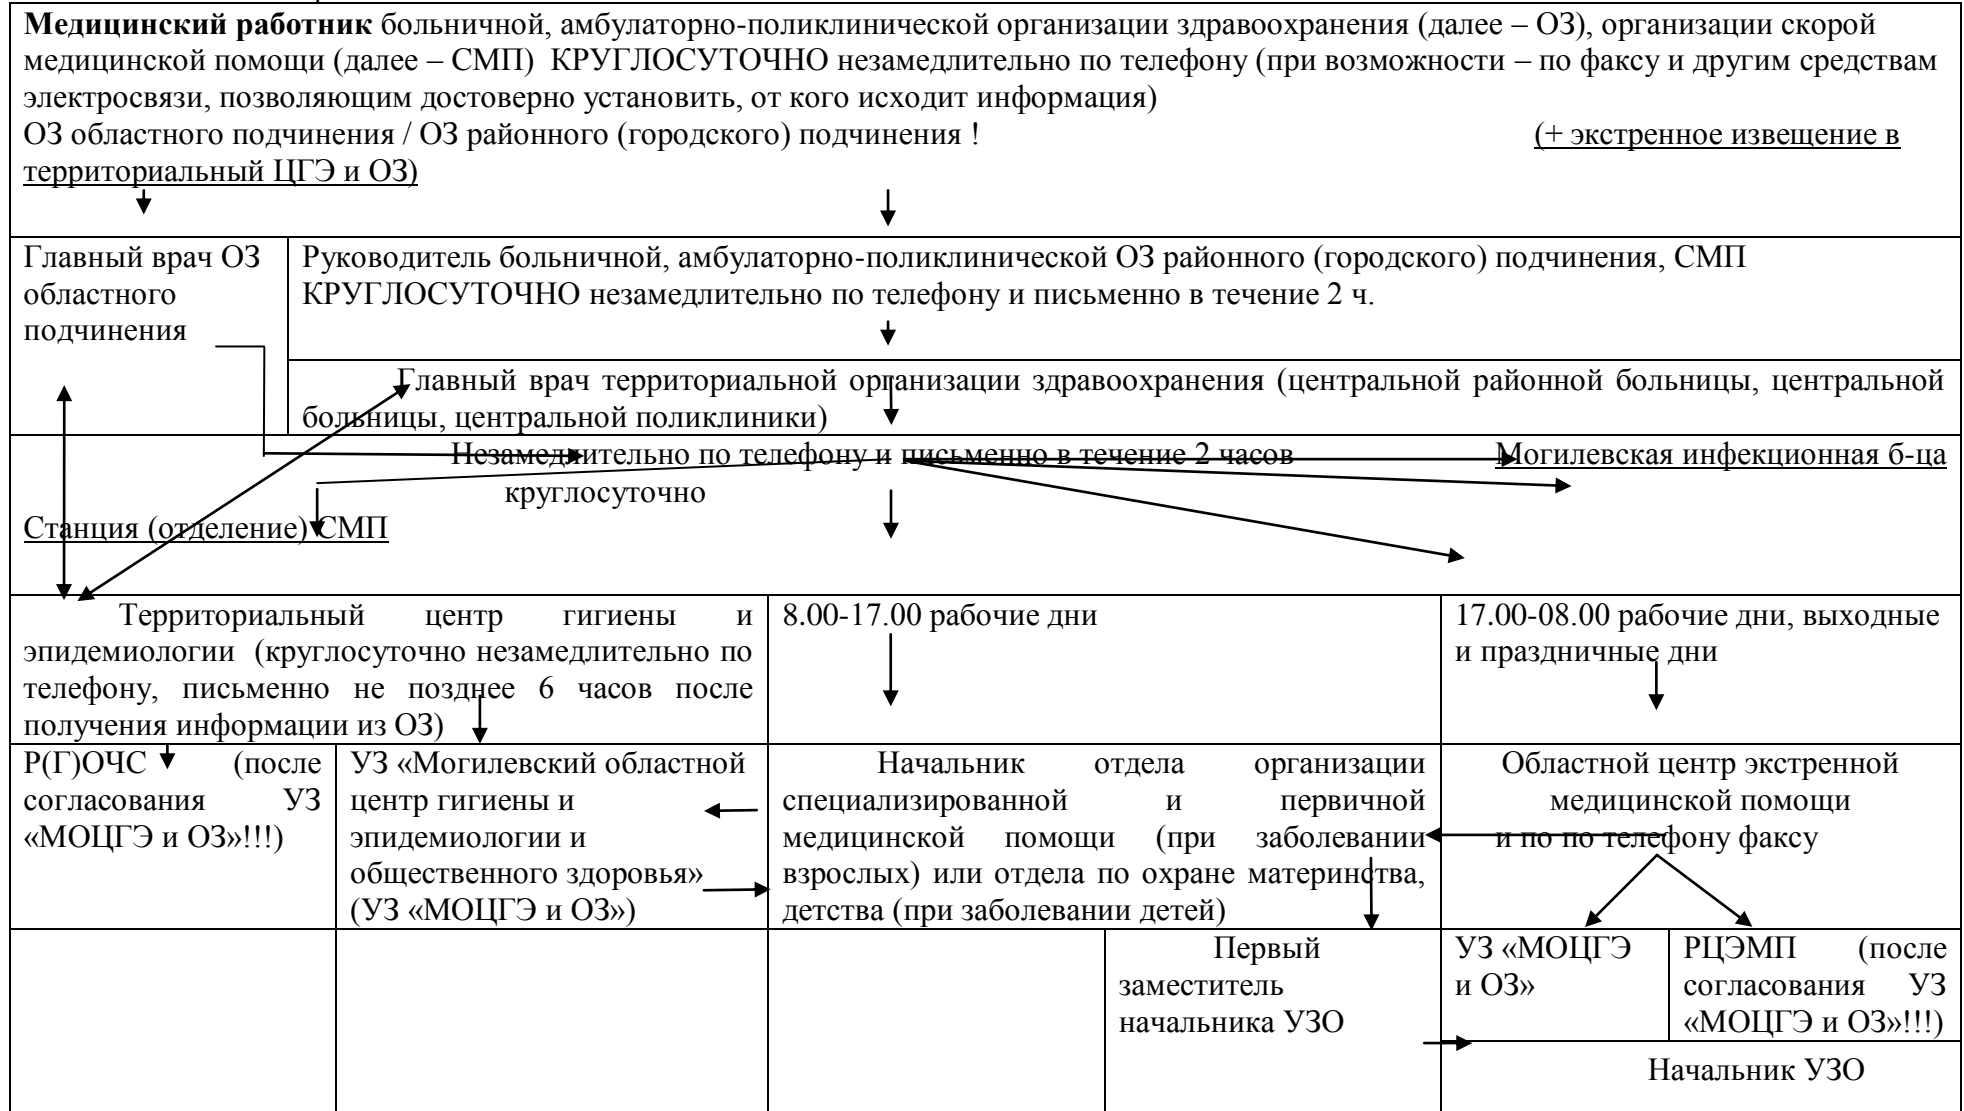 Медицинский работник больничной, амбулаторно-поликлинической организации здравоохранения (далее – ОЗ), организации скорой
медицинской помощи (далее – СМП) КРУГЛОСУТОЧНО незамедлительно по телефону (при возможности – по факсу и другим средствам
электросвязи, позволяющим достоверно установить, от кого исходит информация)
ОЗ областного подчинения / ОЗ районного (городского) подчинения ! (+ экстренное извещение в
территориальный ЦГЭ и ОЗ)
Главный врач ОЗ
областного
подчинения
Руководитель больничной, амбулаторно-поликлинической ОЗ районного (городского) подчинения, СМП
КРУГЛОСУТОЧНО незамедлительно по телефону и письменно в течение 2 ч.
Главный врач территориальной организации здравоохранения (центральной районной больницы, центральной
больницы, центральной поликлиники)
Незамедлительно по телефону и письменно в течение 2 часов Могилевская инфекционная б-ца
круглосуточно
Станция (отделение) СМП
Территориальный центр гигиены и
эпидемиологии (круглосуточно незамедлительно по
телефону, письменно не позднее 6 часов после
получения информации из ОЗ)
8.00-17.00 рабочие дни
17.00-08.00 рабочие дни, выходные
и праздничные дни
Р(Г)ОЧС (после
согласования УЗ
«МОЦГЭ и ОЗ»!!!)
УЗ «Могилевский областной
центр гигиены и
эпидемиологии и
общественного здоровья»
(УЗ «МОЦГЭ и ОЗ»)
Начальник отдела организации
специализированной и первичной
медицинской помощи (при заболевании
взрослых) или отдела по охране материнства,
детства (при заболевании детей)
Областной центр экстренной
медицинской помощи
и по по телефону факсу
Первый
заместитель
начальника УЗО
УЗ «МОЦГЭ
и ОЗ»
РЦЭМП (после
согласования УЗ
«МОЦГЭ и ОЗ»!!!)
Начальник УЗО